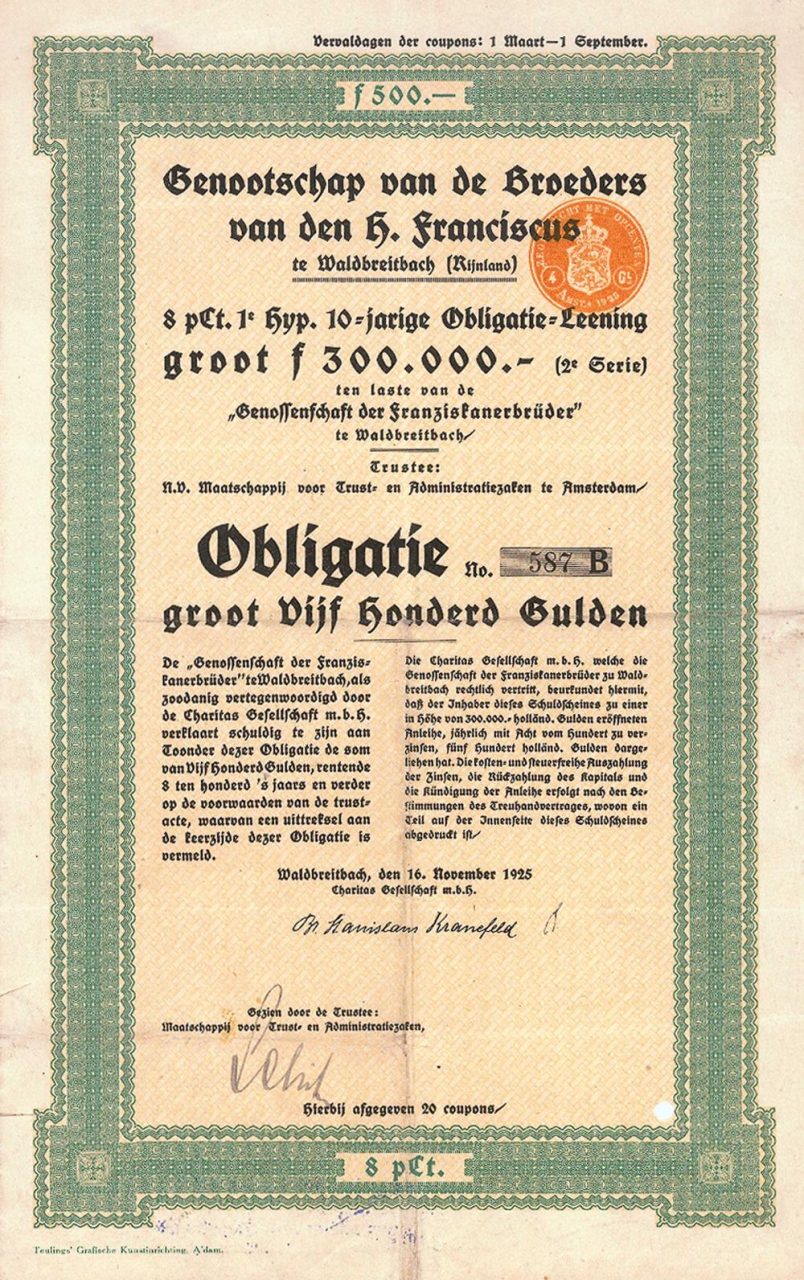 Vervaldagen der coupons: 1 Maart—1 September.
f 500.—
Genootschap van de Broeders
van den H. Franciscus
te Waldbreitbach (Rijnland)
4 Gl.
8 pCt. 1e Hyp. 10-jarige Obligatie-Leening
groot f 300.000.- (2e Serie)
ten laste van de
„Genossenschaft der Franziskanerbrüder”
te Waldbreitbach
Trustee:
N.V. Maatschappij voor Trust- en Administratiezaken te Amsterdam
Obligatie No. 587 B
groot Vijf Honderd Gulden
De „Genossenschaft der Franzis-
kanerbrüder” te Waldbreitbach, als
zoodanig vertegenwoordigd door
de Charitas Gesellschaft m.b.H.
verklaart schuldig te zijn aan
Toonder dezer Obligatie de som
van Vijf Honderd Gulden, rentende
8 ten honderd 's jaars en verder
op de voorwaarden van de trust-
acte, waarvan een uittreksel aan
de keerzijde dezer Obligatie is
vermeld.
Die Charitas Gesellschaft m.b.H. welche die
Genossenschaft der Franziskanerbrüder zu Wald-
breitbach rechtlich vertritt, beurkundet hiermit,
daß der Inhaber dieses Schuldscheines zu einer
in Höhe von 300.000.- holländ. Gulden eröffneten
Anleihe, jährlich mit Acht vom Hundert zu ver-
zinsen, fünf Hundert holländ. Gulden darge-
liehen hat. Die kosten- und steuerfreie Auszahlung
der Zinsen, die Rückzahlung des Kapitals und
die Kündigung der Anleihe erfolgt nach den Be-
stimmungen des Treuhandvertrages, wovon ein
Teil auf der Innenseite dieses Schuldscheines
abgedruckt ist
Waldbreitbach, den 16. November 1925
Charitas Gesellschaft m.b.H.
Br. Stanislaus Kranefeld
Gezien door de Trustee:
Maatschappij voor Trust- en Administratiezaken,
Hierbij afgegeven 20 coupons
8 pCt.
Teulings' Grafische Kunstinrichting, A'dam.